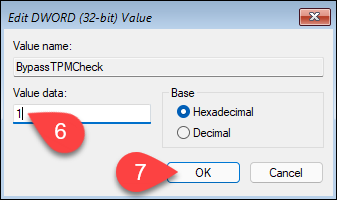 Edit DWORD (32-bit) Value
Value name:
BypassTPMCheck
Value data:
1
6
Base
Hexadecimal
Decimal
7
OK
Cancel